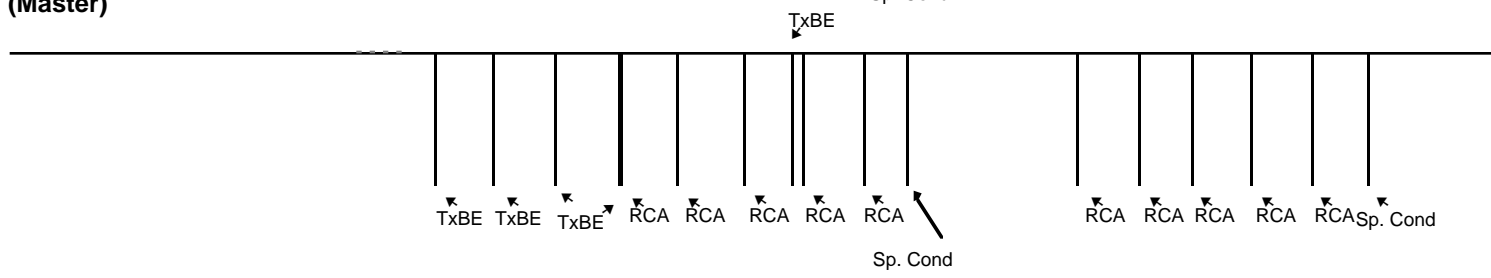 (Master)
TxBE
TxBE TxBE TxBE RCA RCA RCA RCA RCA RCA RCA RCA RCA RCA Sp. Cond
Sp. Cond